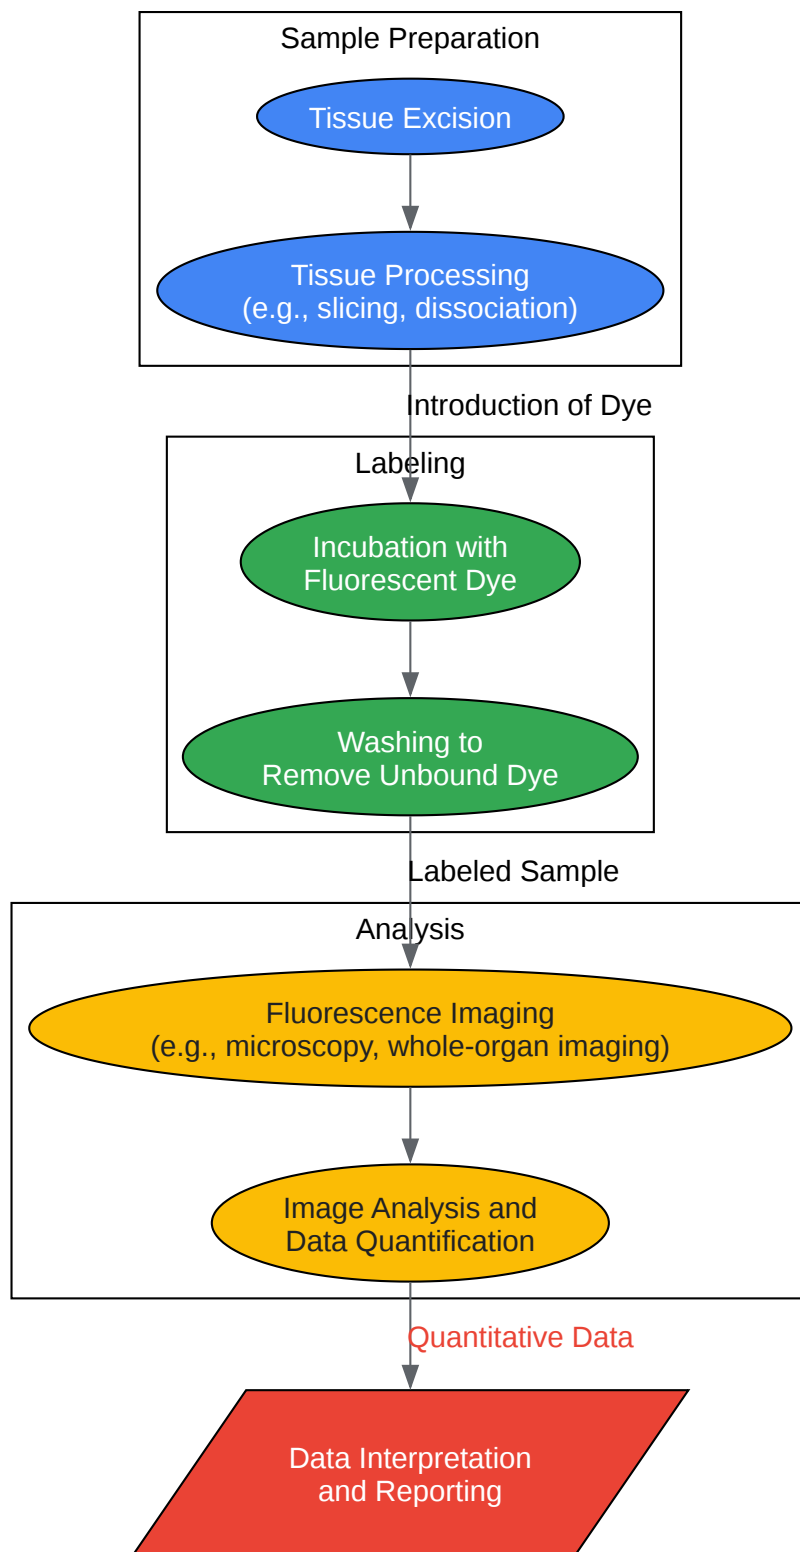 Sample Preparation
Tissue Excision
Tissue Processing
(e.g., slicing, dissociation)
Introduction of Dye
Labeling
Incubation with
Fluorescent Dye
Washing to
Remove Unbound Dye
Labeled Sample
Analysis
Fluorescence Imaging
(e.g., microscopy, whole-organ imaging)
Image Analysis and
Data Quantification
Quantitative Data
Data Interpretation
and Reporting